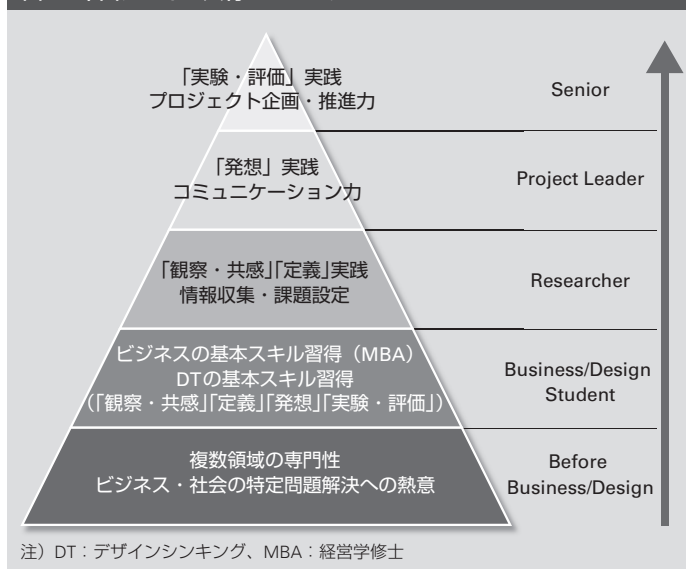 「実験・評価」実践
プロジェクト企画・推進力
Senior
「発想」実践
コミュニケーション力
Project Leader
「観察・共感」「定義」実践
情報収集・課題設定
Researcher
ビジネスの基本スキル習得（MBA）
DTの基本スキル習得
（「観察・共感」「定義」「発想」「実験・評価」）
Business/Design
Student
複数領域の専門性
ビジネス・社会の特定問題解決への熱意
Before
Business/Design
注）DT：デザインシンキング、MBA：経営学修士